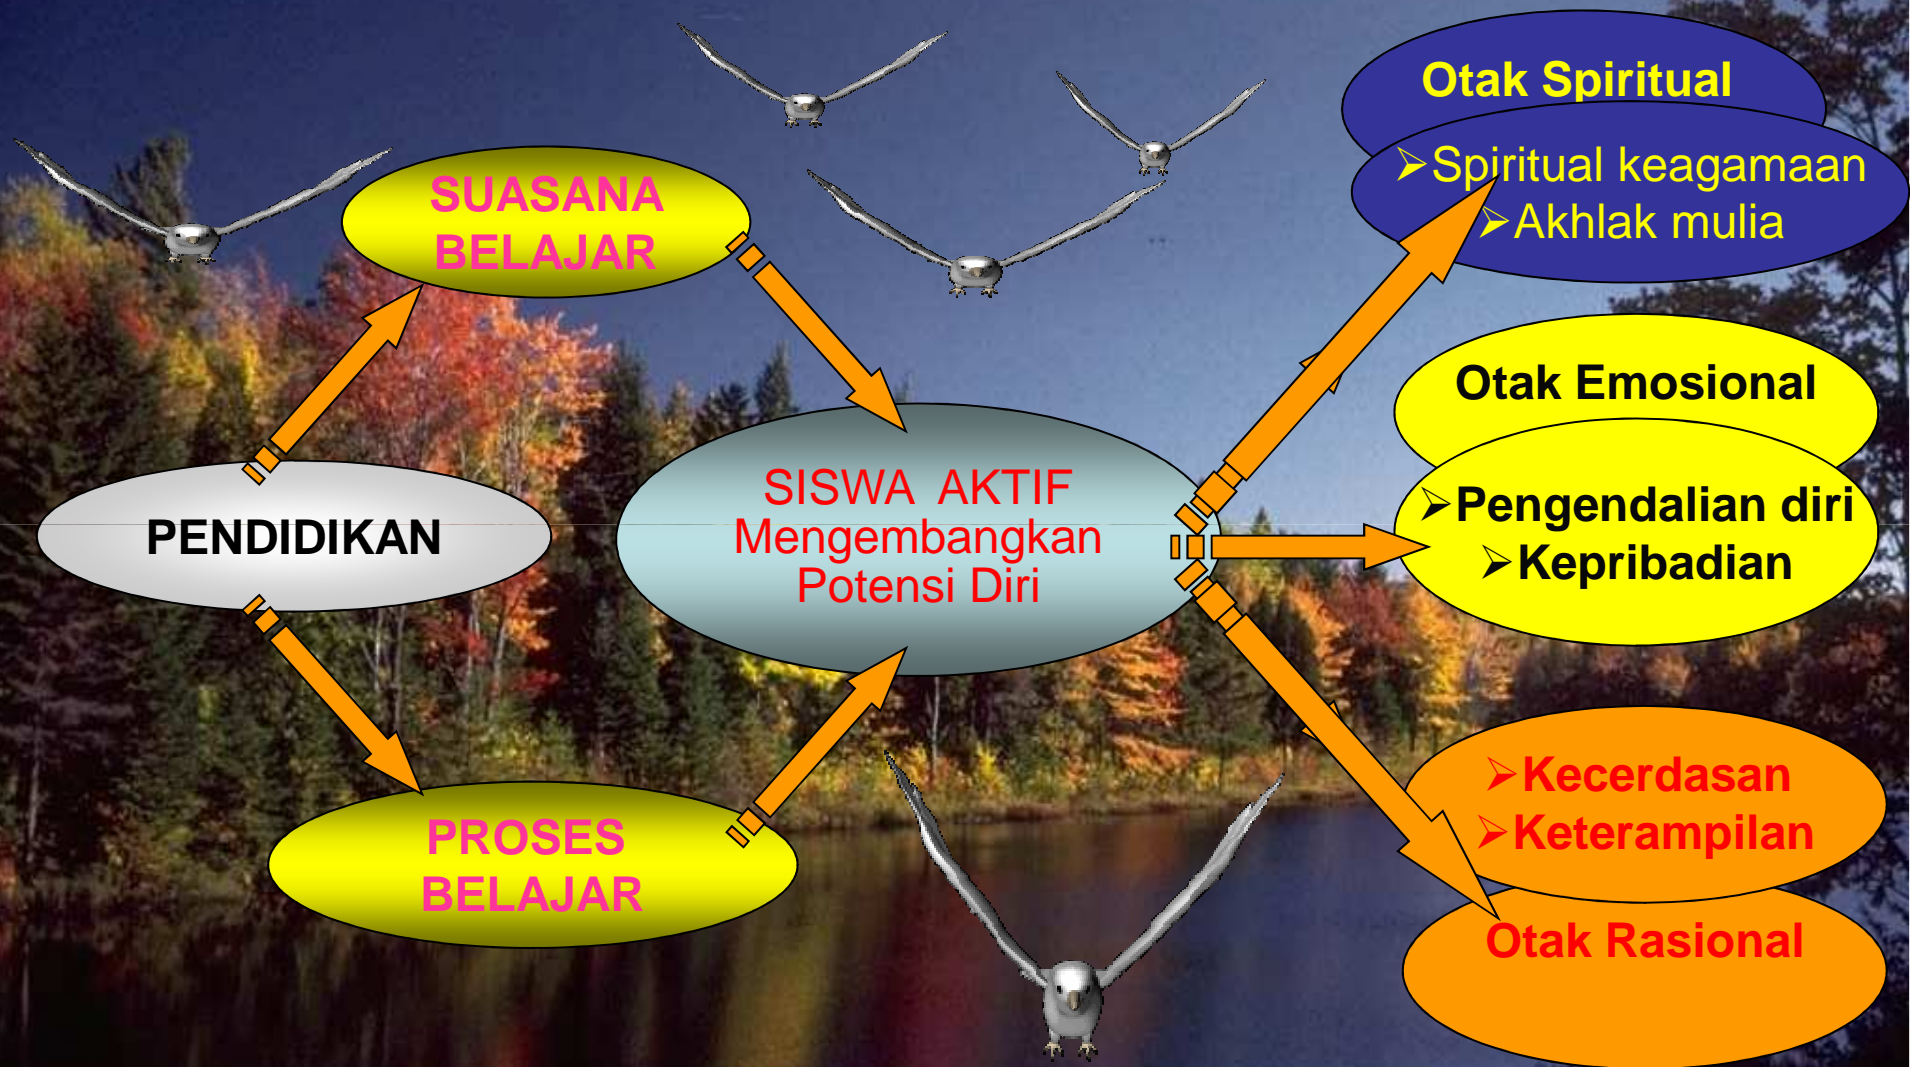 PENDIDIKAN
SUASANA
BELAJAR
PROSES
BELAJAR
SISWA AKTIF
Mengembangkan
Potensi Diri
Otak Spiritual
➢Spiritual keagamaan
➢Akhlak mulia
Otak Emosional
➢Pengendalian diri
➢Kepribadian
➢Kecerdasan
➢Keterampilan
Otak Rasional